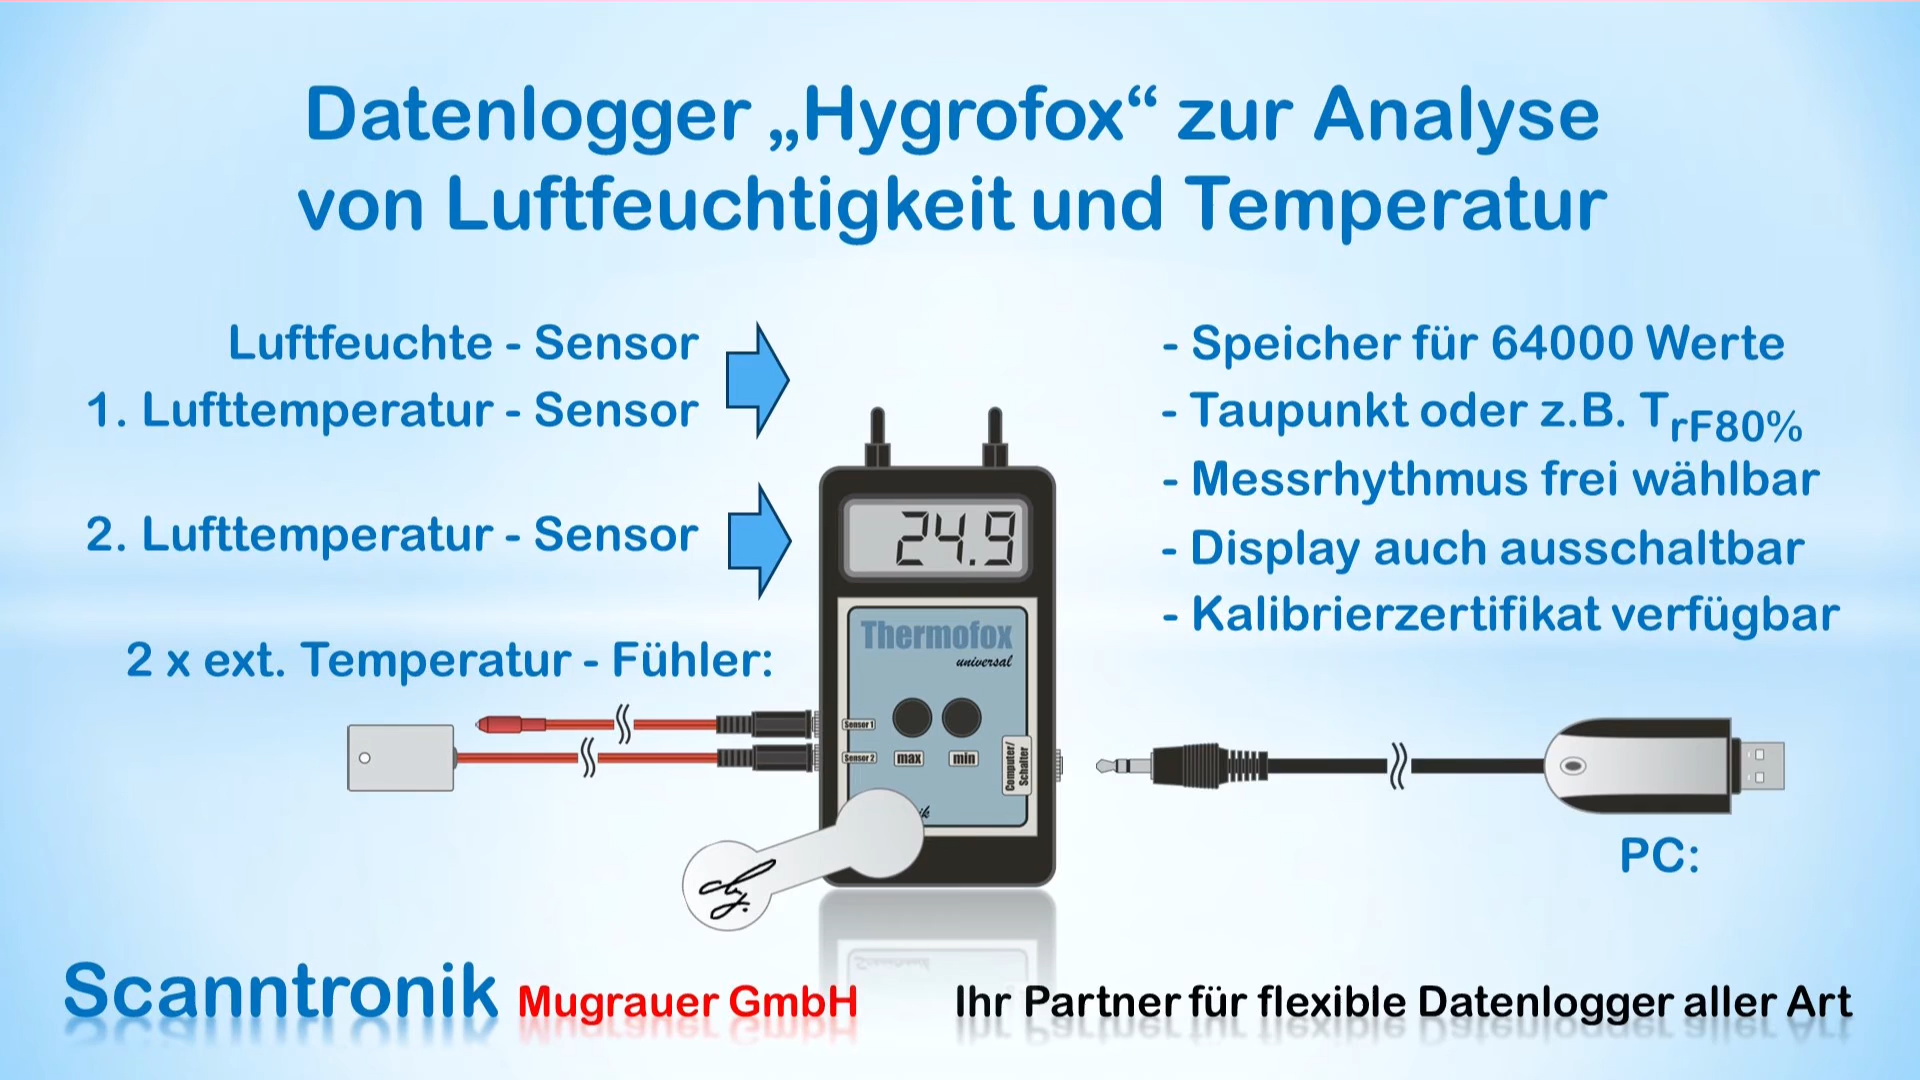 Datenlogger „Hygrofox“ zur Analyse
von Luftfeuchtigkeit und Temperatur
Luftfeuchte - Sensor
1. Lufttemperatur - Sensor
2. Lufttemperatur - Sensor
2 x ext. Temperatur - Fühler:
- Speicher für 64000 Werte
- Taupunkt oder z.B. TrF80%
- Messrhythmus frei wählbar
- Display auch ausschaltbar
- Kalibrierzertifikat verfügbar
24.9
Thermofox
universal
Sensor 1
Sensor 2
max
min
Computer/
Schalter
PC:
Scanntronik Mugrauer GmbH
Ihr Partner für flexible Datenlogger aller Art